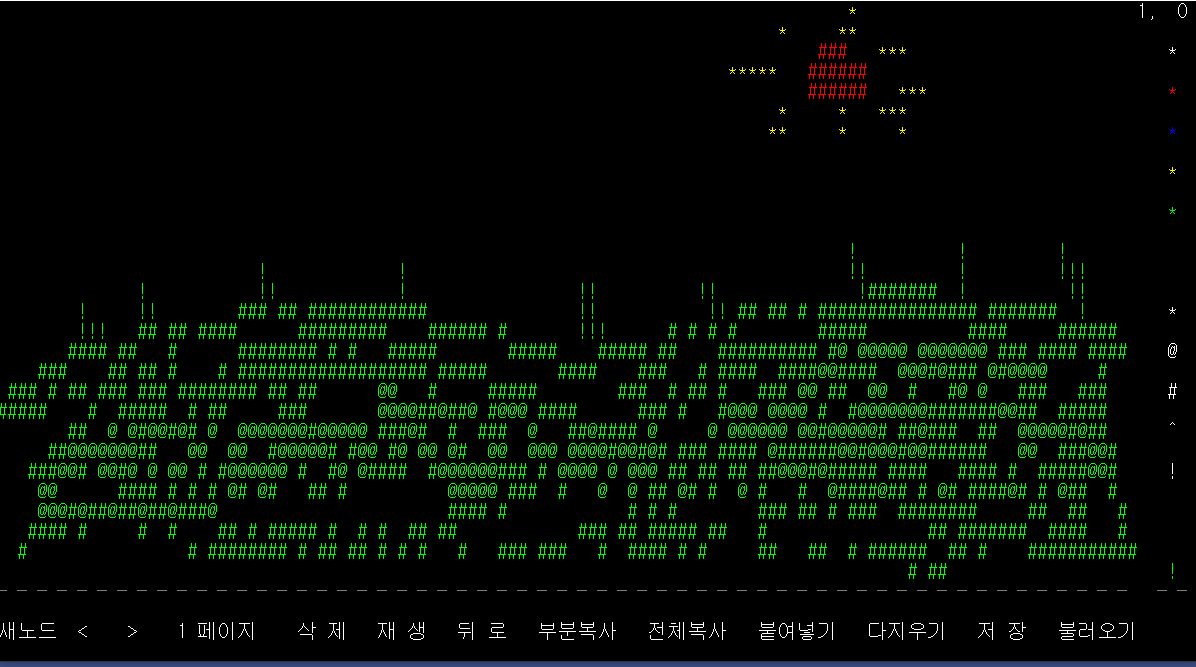 1, 0
새노드 < > 1 페이지 삭 제 재 생 뒤 로 부분복사 전체복사 붙여넣기 다지우기 저 장 불러오기